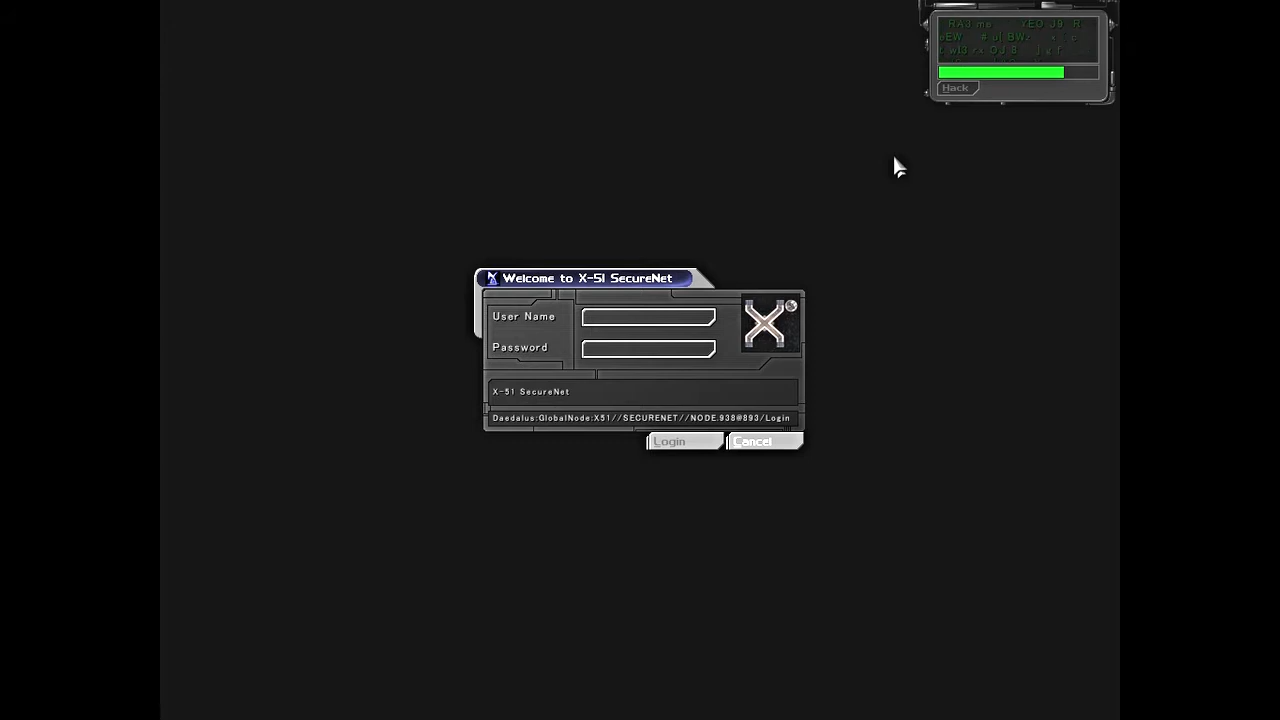 Hack
Welcome to X-51 SecureNet
User Name
Password
X-51 SecureNet
Daedalus:GlobalNode:X51//SECURENET//NODE.938@893/Login
Login
Cancel